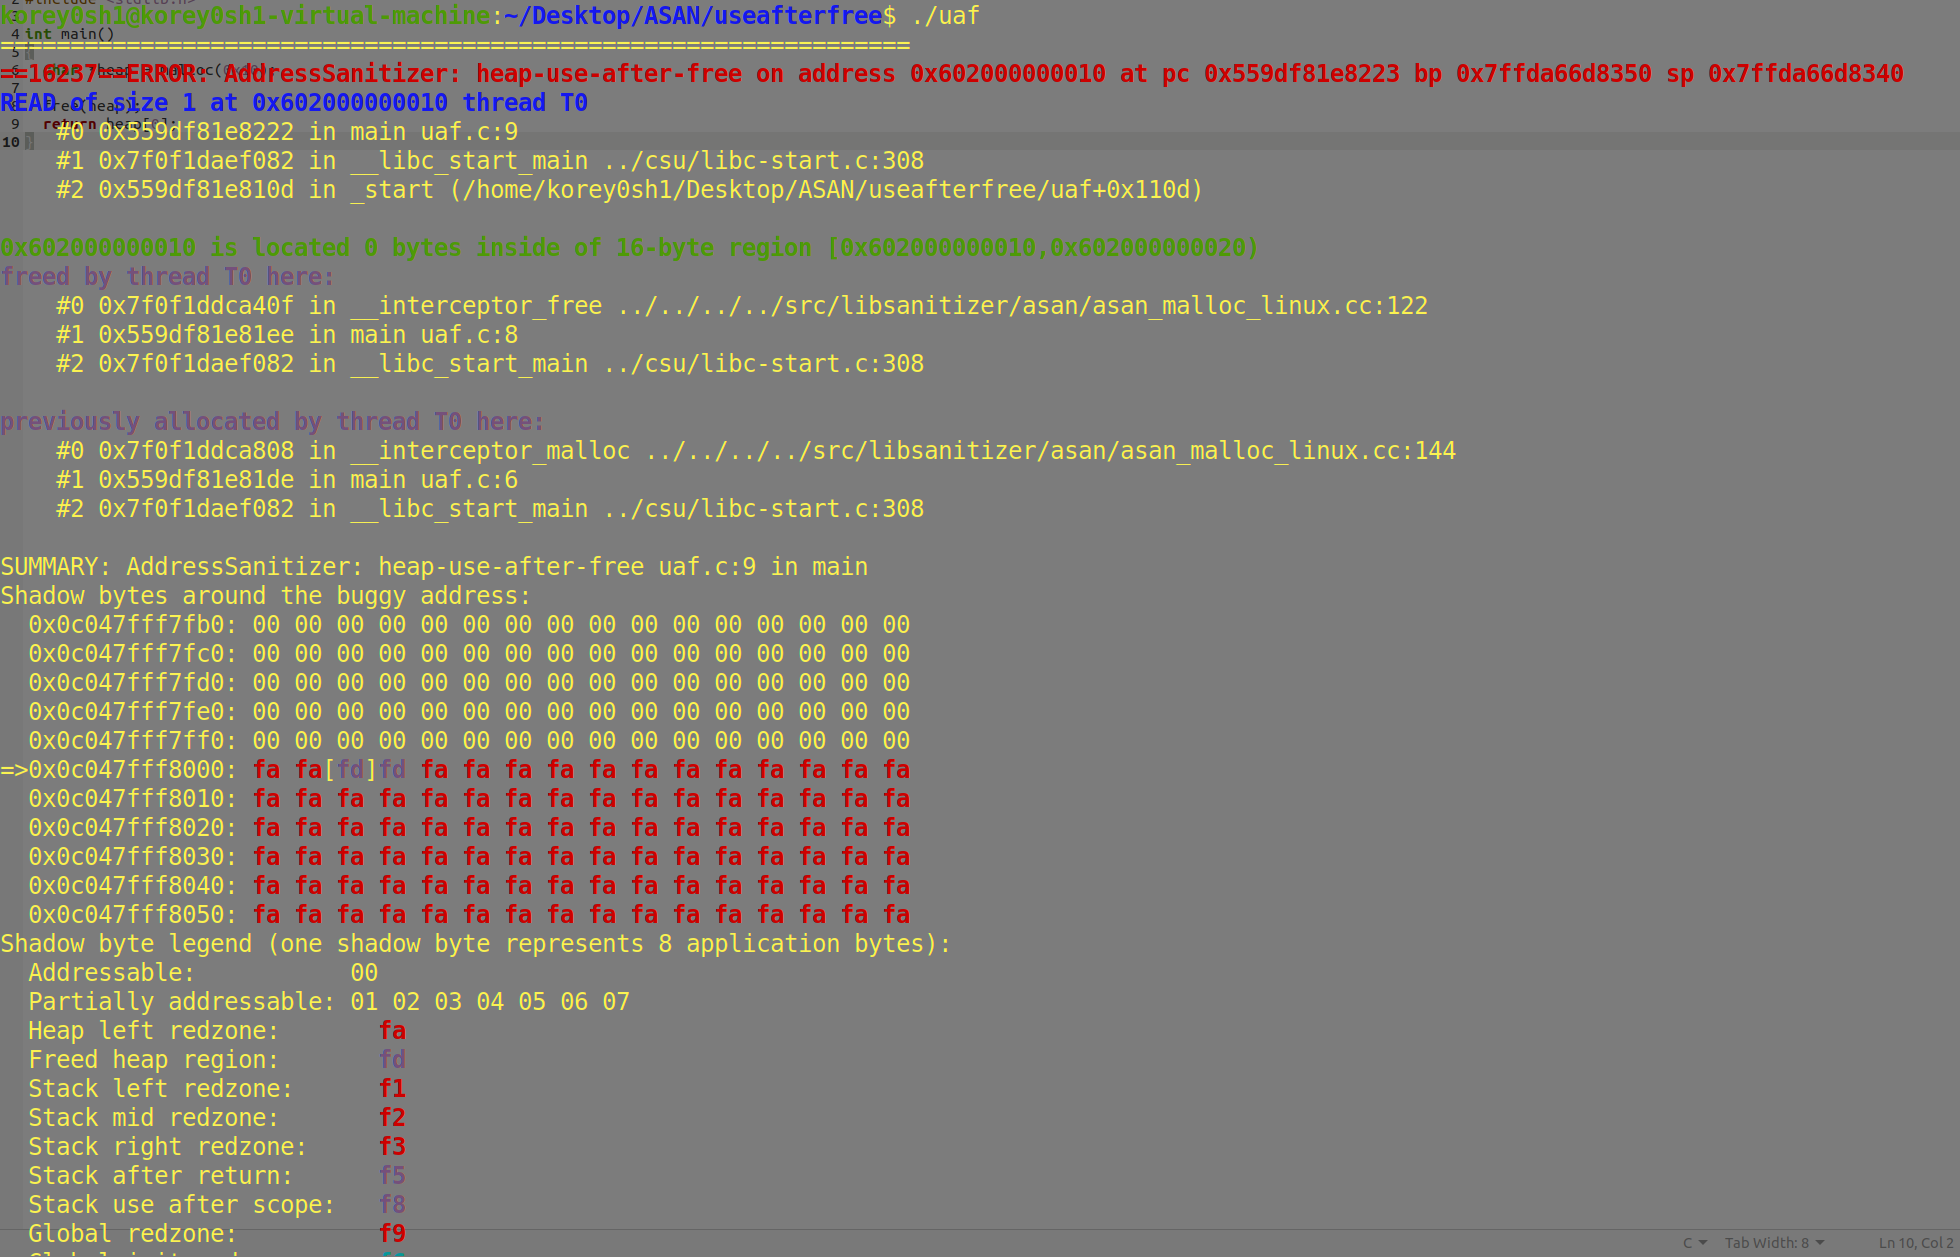 korey0sh1@korey0sh1-virtual-machine:~/Desktop/ASAN/useafterfree$ ./uaf
=================================================================
==16237==ERROR: AddressSanitizer: heap-use-after-free on address 0x602000000010 at pc 0x559df81e8223 bp 0x7ffda66d8350 sp 0x7ffda66d8340
READ of size 1 at 0x602000000010 thread T0
    #0 0x559df81e8222 in main uaf.c:9
    #1 0x7f0f1daef082 in __libc_start_main ../csu/libc-start.c:308
    #2 0x559df81e810d in _start (/home/korey0sh1/Desktop/ASAN/useafterfree/uaf+0x110d)

0x602000000010 is located 0 bytes inside of 16-byte region [0x602000000010,0x602000000020)
freed by thread T0 here:
    #0 0x7f0f1ddca40f in __interceptor_free ../../../../src/libsanitizer/asan/asan_malloc_linux.cc:122
    #1 0x559df81e81ee in main uaf.c:8
    #2 0x7f0f1daef082 in __libc_start_main ../csu/libc-start.c:308

previously allocated by thread T0 here:
    #0 0x7f0f1ddca808 in __interceptor_malloc ../../../../src/libsanitizer/asan/asan_malloc_linux.cc:144
    #1 0x559df81e81de in main uaf.c:6
    #2 0x7f0f1daef082 in __libc_start_main ../csu/libc-start.c:308

SUMMARY: AddressSanitizer: heap-use-after-free uaf.c:9 in main
Shadow bytes around the buggy address:
  0x0c047fff7fb0: 00 00 00 00 00 00 00 00 00 00 00 00 00 00 00 00
  0x0c047fff7fc0: 00 00 00 00 00 00 00 00 00 00 00 00 00 00 00 00
  0x0c047fff7fd0: 00 00 00 00 00 00 00 00 00 00 00 00 00 00 00 00
  0x0c047fff7fe0: 00 00 00 00 00 00 00 00 00 00 00 00 00 00 00 00
  0x0c047fff7ff0: 00 00 00 00 00 00 00 00 00 00 00 00 00 00 00 00
=>0x0c047fff8000: fa fa[fd]fd fa fa fa fa fa fa fa fa fa fa fa fa
  0x0c047fff8010: fa fa fa fa fa fa fa fa fa fa fa fa fa fa fa fa
  0x0c047fff8020: fa fa fa fa fa fa fa fa fa fa fa fa fa fa fa fa
  0x0c047fff8030: fa fa fa fa fa fa fa fa fa fa fa fa fa fa fa fa
  0x0c047fff8040: fa fa fa fa fa fa fa fa fa fa fa fa fa fa fa fa
  0x0c047fff8050: fa fa fa fa fa fa fa fa fa fa fa fa fa fa fa fa
Shadow byte legend (one shadow byte represents 8 application bytes):
  Addressable:           00
  Partially addressable: 01 02 03 04 05 06 07
  Heap left redzone:       fa
  Freed heap region:       fd
  Stack left redzone:      f1
  Stack mid redzone:       f2
  Stack right redzone:     f3
  Stack after return:      f5
  Stack use after scope:   f8
  Global redzone:          f9
4 int main()
5
7
9 return
10 }
C
Tab Width: 8
Ln 10, Col 2